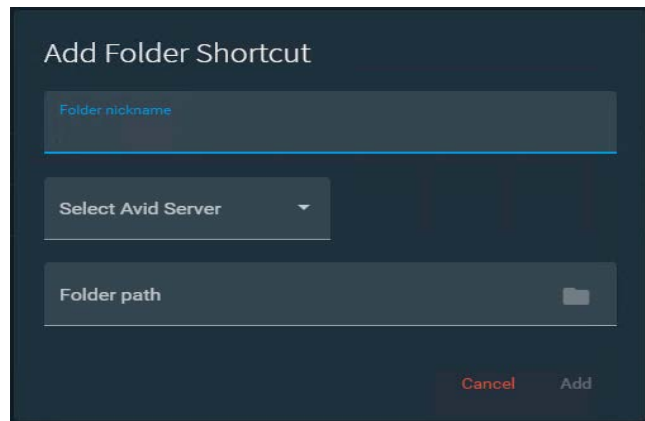 Add Folder Shortcut
Folder nickname
Select Avid Server
Folder path
Cancel Add